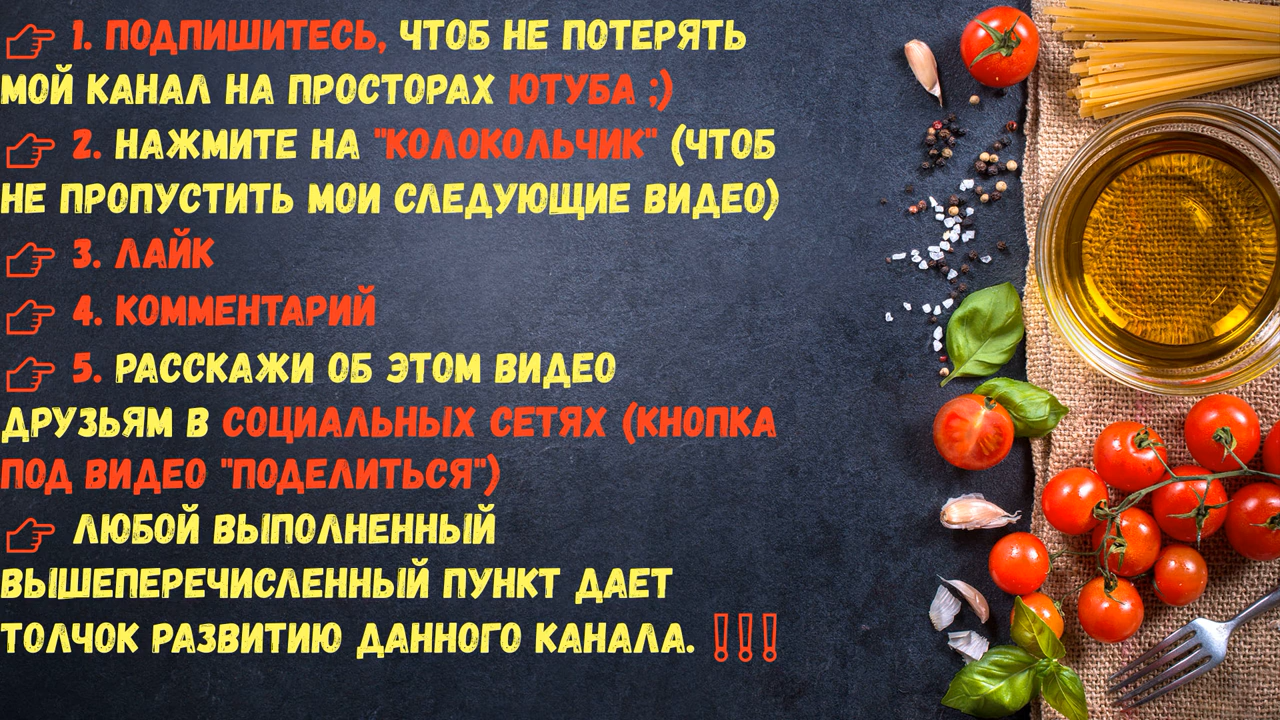 👉 1. ПОДПИШИТЕСЬ, ЧТОБ НЕ ПОТЕРЯТЬ
МОЙ КАНАЛ НА ПРОСТОРАХ ЮТУБА ;)
👉 2. НАЖМИТЕ НА "КОЛОКОЛЬЧИК" (ЧТОБ
НЕ ПРОПУСТИТЬ МОИ СЛЕДУЮЩИЕ ВИДЕО)
👉 3. ЛАЙК
👉 4. КОММЕНТАРИЙ
👉 5. РАССКАЖИ ОБ ЭТОМ ВИДЕО
ДРУЗЬЯМ В СОЦИАЛЬНЫХ СЕТЯХ (КНОПКА
ПОД ВИДЕО "ПОДЕЛИТЬСЯ")
👉 ЛЮБОЙ ВЫПОЛНЕННЫЙ
ВЫШЕПЕРЕЧИСЛЕННЫЙ ПУНКТ ДАЕТ
ТОЛЧОК РАЗВИТИЮ ДАННОГО КАНАЛА. !!!